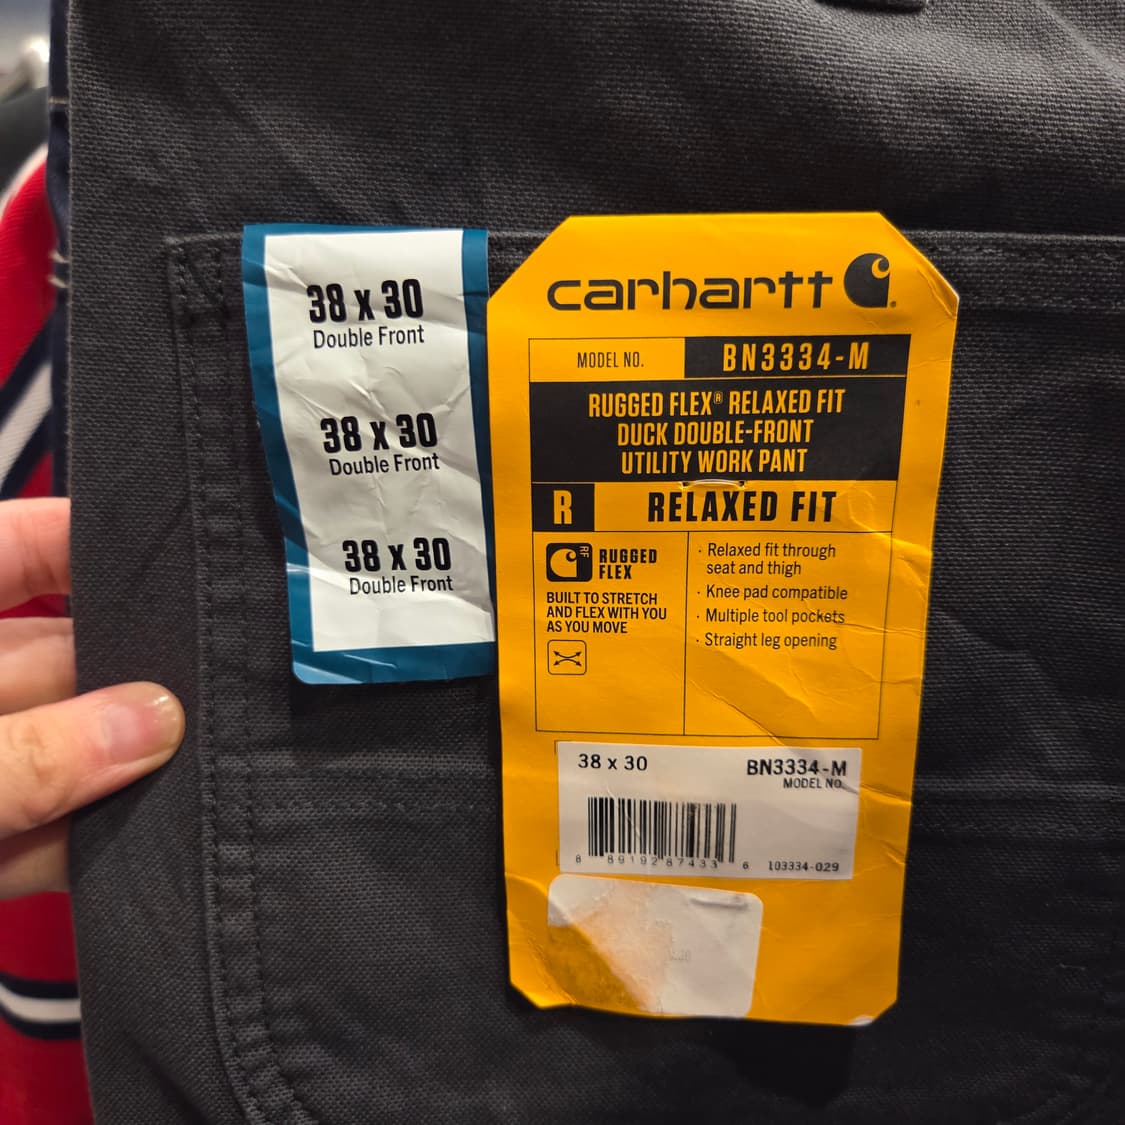 38 x 30
Double Front
38 x 30
Double Front
38 x 30
Double Front
carhartt
MODEL NO.
BN3334-M
RUGGED FLEX® RELAXED FIT
DUCK DOUBLE-FRONT
UTILITY WORK PANT
R
RELAXED FIT
RF
RUGGED
FLEX
BUILT TO STRETCH
AND FLEX WITH YOU
AS YOU MOVE
· Relaxed fit through
seat and thigh
· Knee pad compatible
· Multiple tool pockets
· Straight leg opening
38 x 30
BN3334-M
MODEL NO.
8 89192 87433 6
103334-029